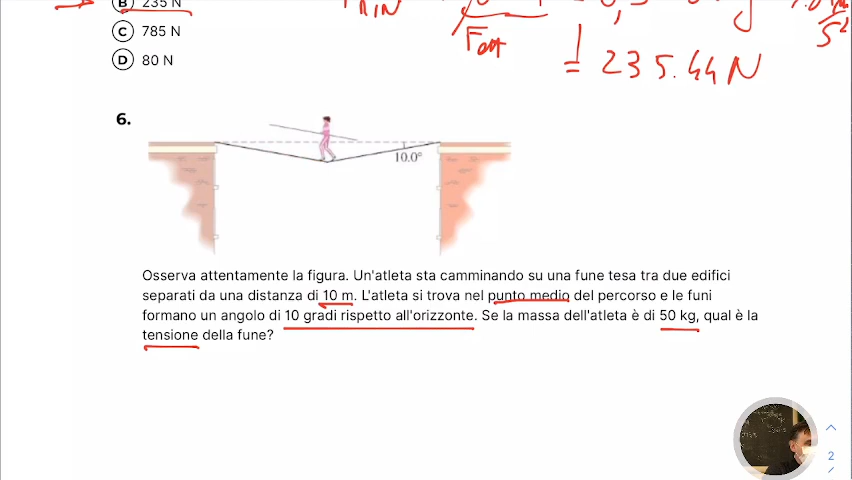 B 235 N
C 785 N
D 80 N
= 235.44 N
6.
10.0°
Osserva attentamente la figura. Un'atleta sta camminando su una fune tesa tra due edifici
separati da una distanza di 10 m. L'atleta si trova nel punto medio del percorso e le funi
formano un angolo di 10 gradi rispetto all'orizzonte. Se la massa dell'atleta è di 50 kg, qual è la
tensione della fune?
2